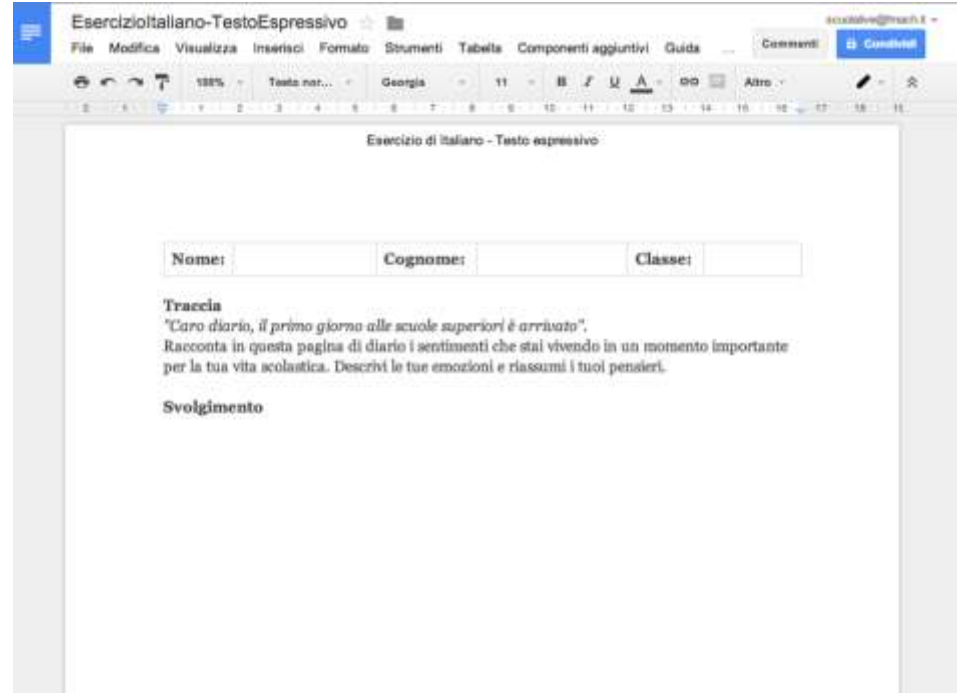 EsercizioItaliano-TestoEspressivo
File Modifica Visualizza Inserisci Formato Strumenti Tabella Componenti aggiuntivi Guida ... Commenti Condividi
100% Testo nor... Georgia 11 B I U A Altro
Esercizio di Italiano - Testo espressivo
Nome: Cognome: Classe:
Traccia
"Caro diario, il primo giorno alle scuole superiori è arrivato".
Racconta in questa pagina di diario i sentimenti che stai vivendo in un momento importante
per la tua vita scolastica. Descrivi le tue emozioni e riassumi i tuoi pensieri.
Svolgimento